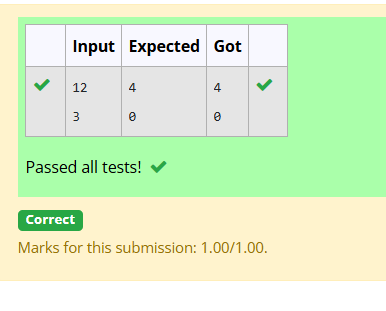 Input Expected Got
12 4 4
3 0 0
Passed all tests!
Correct
Marks for this submission: 1.00/1.00.